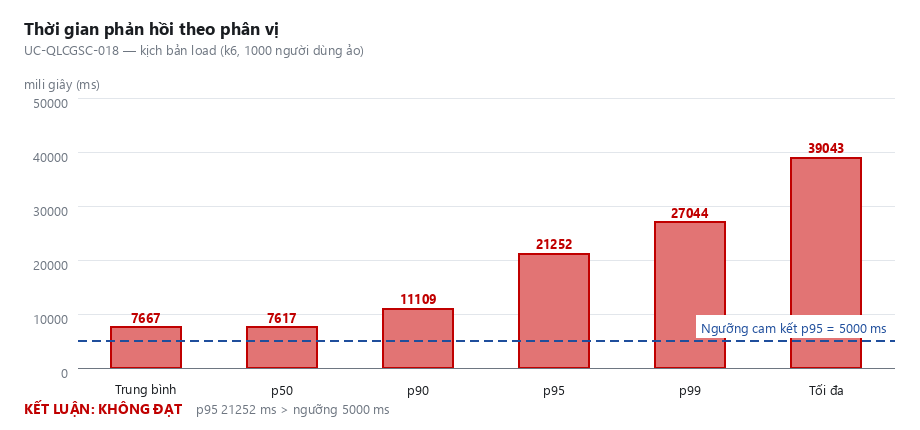 Thời gian phản hồi theo phân vị
UC-QLCGSC-018 — kịch bản load (k6, 1000 người dùng ảo)
mili giây (ms)
50000
40000
30000
20000
10000
0
7667
7617
11109
21252
27044
39043
Ngưỡng cam kết p95 = 5000 ms
Trung bình p50 p90 p95 p99 Tối đa
KẾT LUẬN: KHÔNG ĐẠT p95 21252 ms > ngưỡng 5000 ms